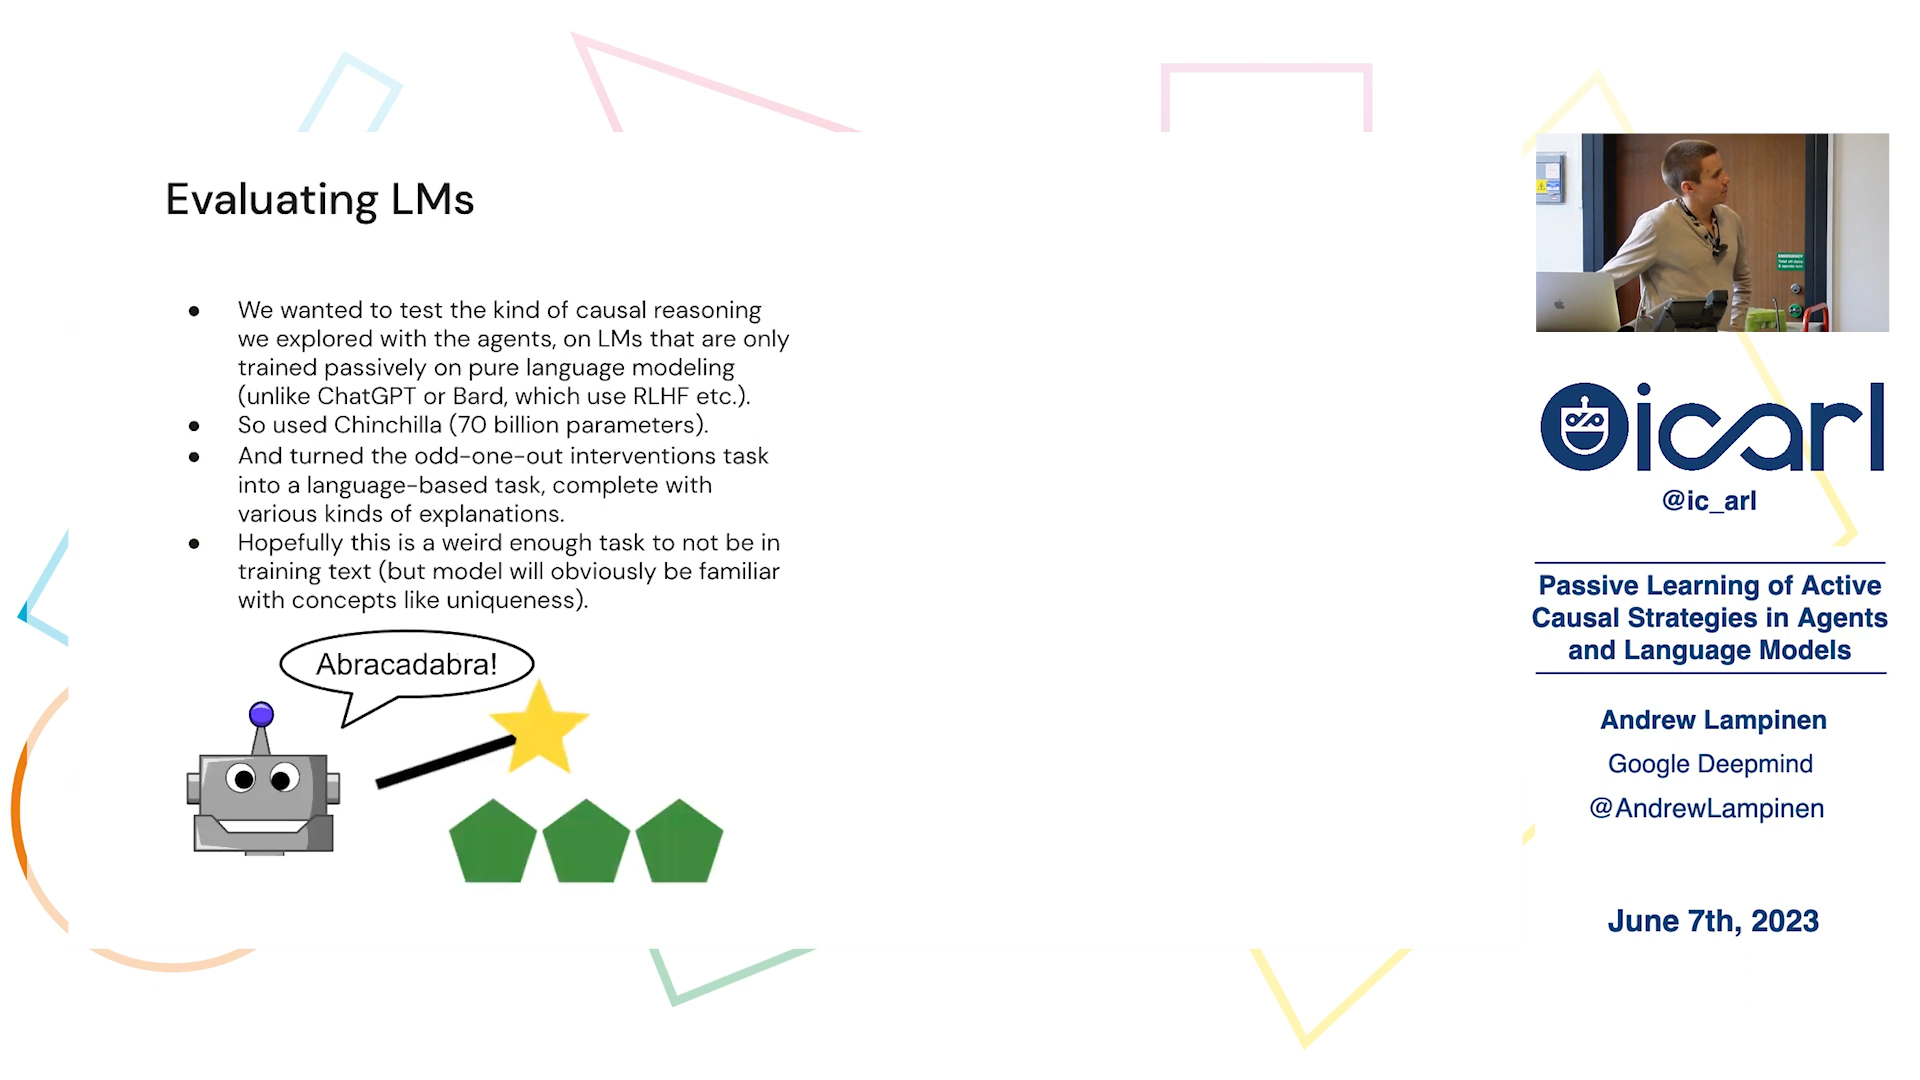 Evaluating LMs
● We wanted to test the kind of causal reasoning
we explored with the agents, on LMs that are only
trained passively on pure language modeling
(unlike ChatGPT or Bard, which use RLHF etc.).
● So used Chinchilla (70 billion parameters).
● And turned the odd-one-out interventions task
into a language-based task, complete with
various kinds of explanations.
● Hopefully this is a weird enough task to not be in
training text (but model will obviously be familiar
with concepts like uniqueness).
Abracadabra!
EMERGENCY
icarl
@ic_arl
Passive Learning of Active
Causal Strategies in Agents
and Language Models
Andrew Lampinen
Google Deepmind
@AndrewLampinen
June 7th, 2023